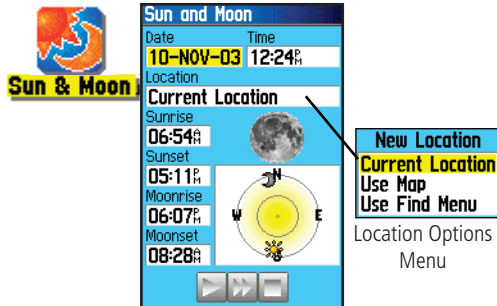 Sun & Moon
Sun and Moon
Date Time
10-NOV-03 12:24PM
Location
Current Location
Sunrise
06:54AM
Sunset
05:11PM
Moonrise
06:07PM
Moonset
08:28AM
N
W E
S
New Location
Current Location
Use Map
Use Find Menu
Location Options
Menu